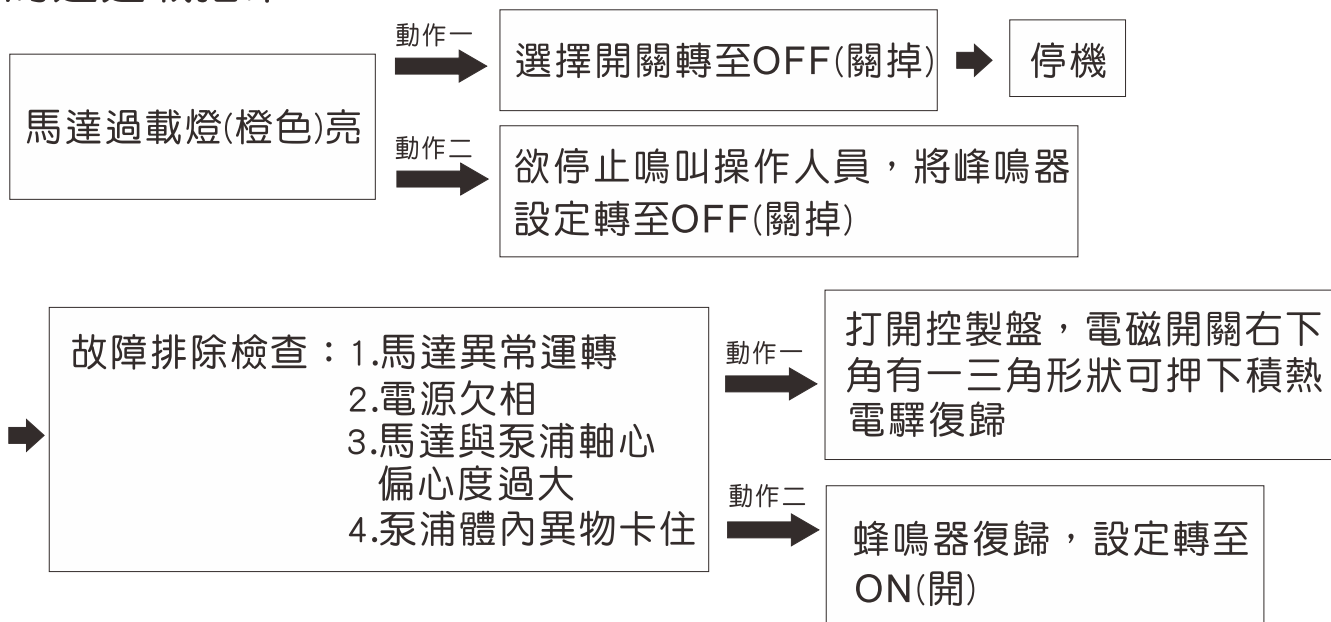 動作一
選擇開關轉至OFF(關掉)
停機
馬達過載燈(橙色)亮
動作二
欲停止鳴叫操作人員,將峰鳴器
設定轉至OFF(關掉)
故障排除檢查:1.馬達異常運轉
2.電源欠相
3.馬達與泵浦軸心
偏心度過大
4.泵浦體內異物卡住
動作一
打開控製盤,電磁開關右下
角有一三角形狀可押下積熱
電驛復歸
動作二
蜂鳴器復歸,設定轉至
ON(開)